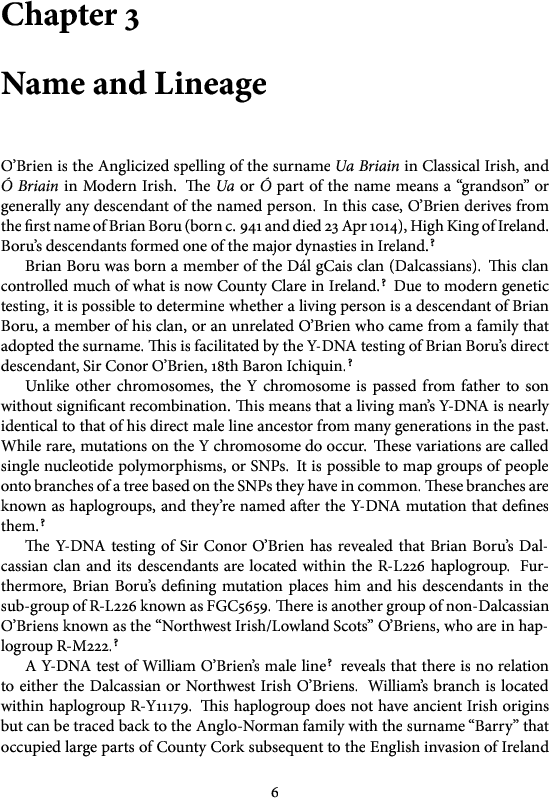 Chapter 3
Name and Lineage
O’Brien is the Anglicized spelling of the surname Ua Briain in Classical Irish, and
Ó Briain in Modern Irish. The Ua or Ó part of the name means a “grandson” or
generally any descendant of the named person. In this case, O’Brien derives from
the first name of Brian Boru (born c. 941 and died 23 Apr 1014), High King of Ireland.
Boru’s descendants formed one of the major dynasties in Ireland.?
Brian Boru was born a member of the Dál gCais clan (Dalcassians). This clan
controlled much of what is now County Clare in Ireland.? Due to modern genetic
testing, it is possible to determine whether a living person is a descendant of Brian
Boru, a member of his clan, or an unrelated O’Brien who came from a family that
adopted the surname. This is facilitated by the Y-DNA testing of Brian Boru’s direct
descendant, Sir Conor O’Brien, 18th Baron Ichiquin.?
Unlike other chromosomes, the Y chromosome is passed from father to son
without significant recombination. This means that a living man’s Y-DNA is nearly
identical to that of his direct male line ancestor from many generations in the past.
While rare, mutations on the Y chromosome do occur. These variations are called
single nucleotide polymorphisms, or SNPs. It is possible to map groups of people
onto branches of a tree based on the SNPs they have in common. These branches are
known as haplogroups, and they’re named after the Y-DNA mutation that defines
them.?
The Y-DNA testing of Sir Conor O’Brien has revealed that Brian Boru’s Dal-
cassian clan and its descendants are located within the R-L226 haplogroup. Fur-
thermore, Brian Boru’s defining mutation places him and his descendants in the
sub-group of R-L226 known as FGC5659. There is another group of non-Dalcassian
O’Briens known as the “Northwest Irish/Lowland Scots” O’Briens, who are in hap-
logroup R-M222.?
A Y-DNA test of William O’Brien’s male line? reveals that there is no relation
to either the Dalcassian or Northwest Irish O’Briens. William’s branch is located
within haplogroup R-Y11179. This haplogroup does not have ancient Irish origins
but can be traced back to the Anglo-Norman family with the surname “Barry” that
occupied large parts of County Cork subsequent to the English invasion of Ireland
6